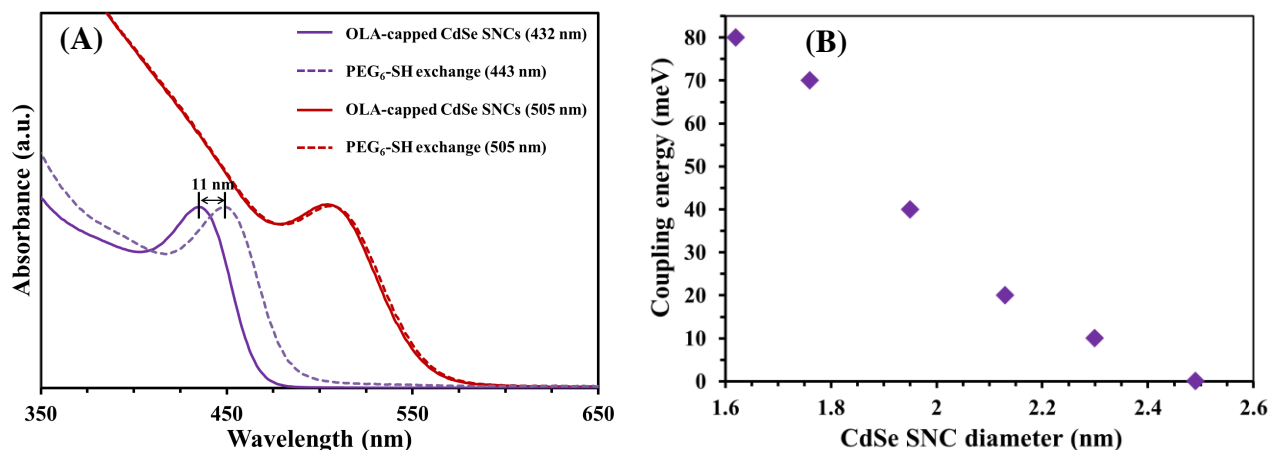 (A)
OLA-capped CdSe SNCs (432 nm)
PEG₆-SH exchange (443 nm)
OLA-capped CdSe SNCs (505 nm)
PEG₆-SH exchange (505 nm)
11 nm
Absorbance (a.u.)
350
450
550
650
Wavelength (nm)
(B)
Coupling energy (meV)
80
70
60
50
40
30
20
10
0
1.6
1.8
2
2.2
2.4
2.6
CdSe SNC diameter (nm)